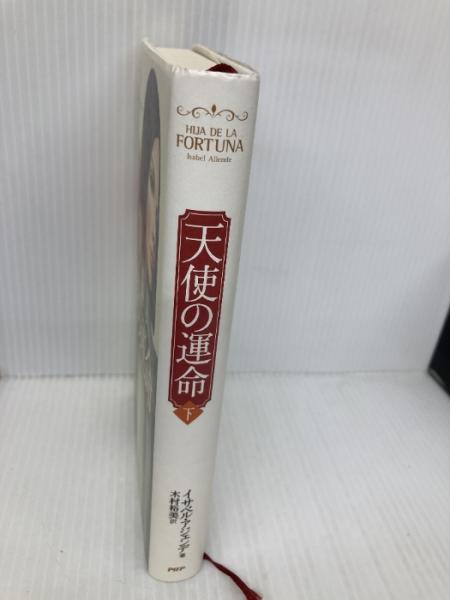 HIJA DE LA
FORTUNA
Isabel Allende
天使の運命
下
イサベル・アジェンデ 著
木村裕美 訳
PHP